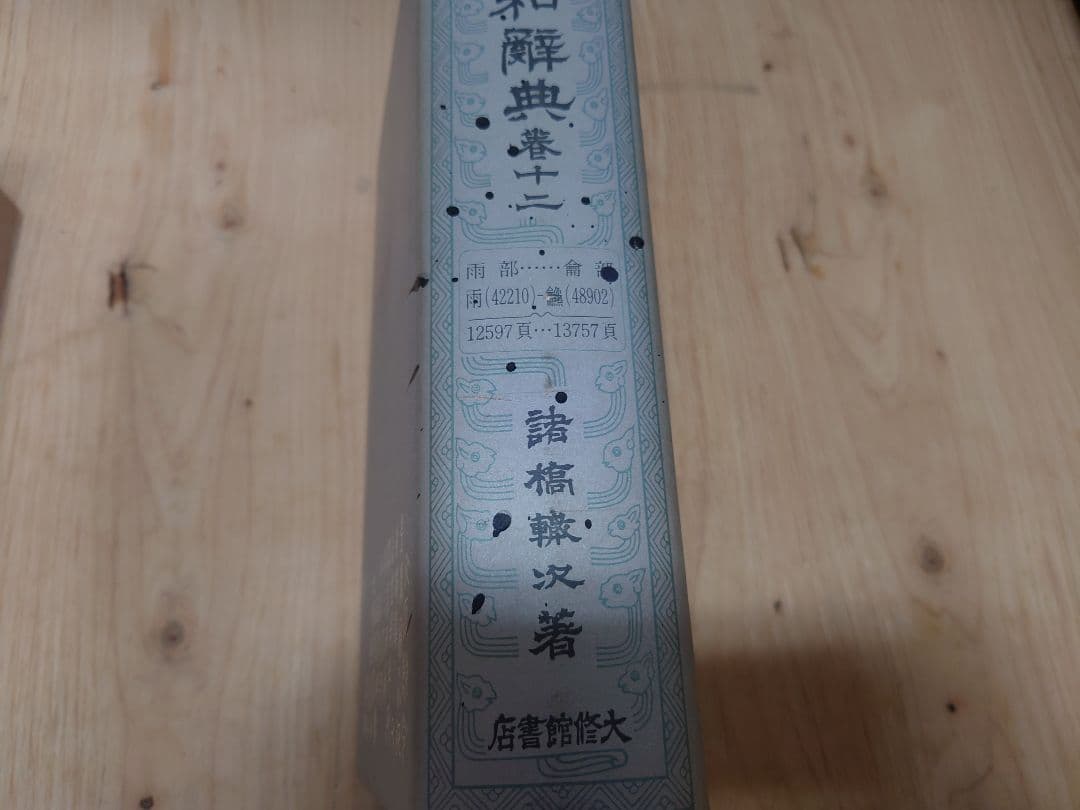 和辭典
卷十二
雨部……龠部
雨(42210)-龢(48902)
12597頁…13757頁
諸橋轍次著
大修館書店